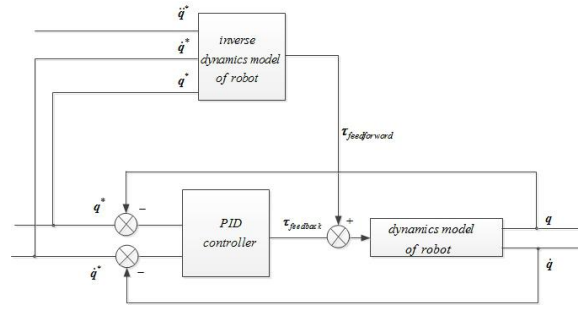 q̈*
q̇*
q*
inverse
dynamics model
of robot
τfeedforward
q*
−
PID
controller
τfeedback
+
dynamics model
of robot
q
q̇*
−
q̇